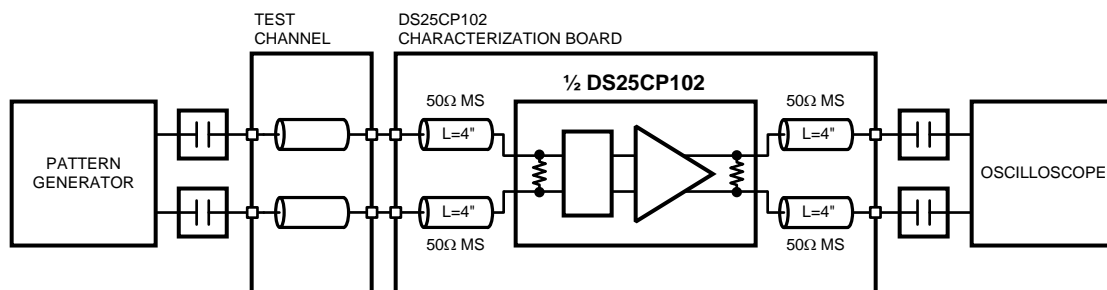 TEST
CHANNEL
DS25CP102
CHARACTERIZATION BOARD
½ DS25CP102
50Ω MS
50Ω MS
L=4"
L=4"
PATTERN
GENERATOR
OSCILLOSCOPE
L=4"
L=4"
50Ω MS
50Ω MS